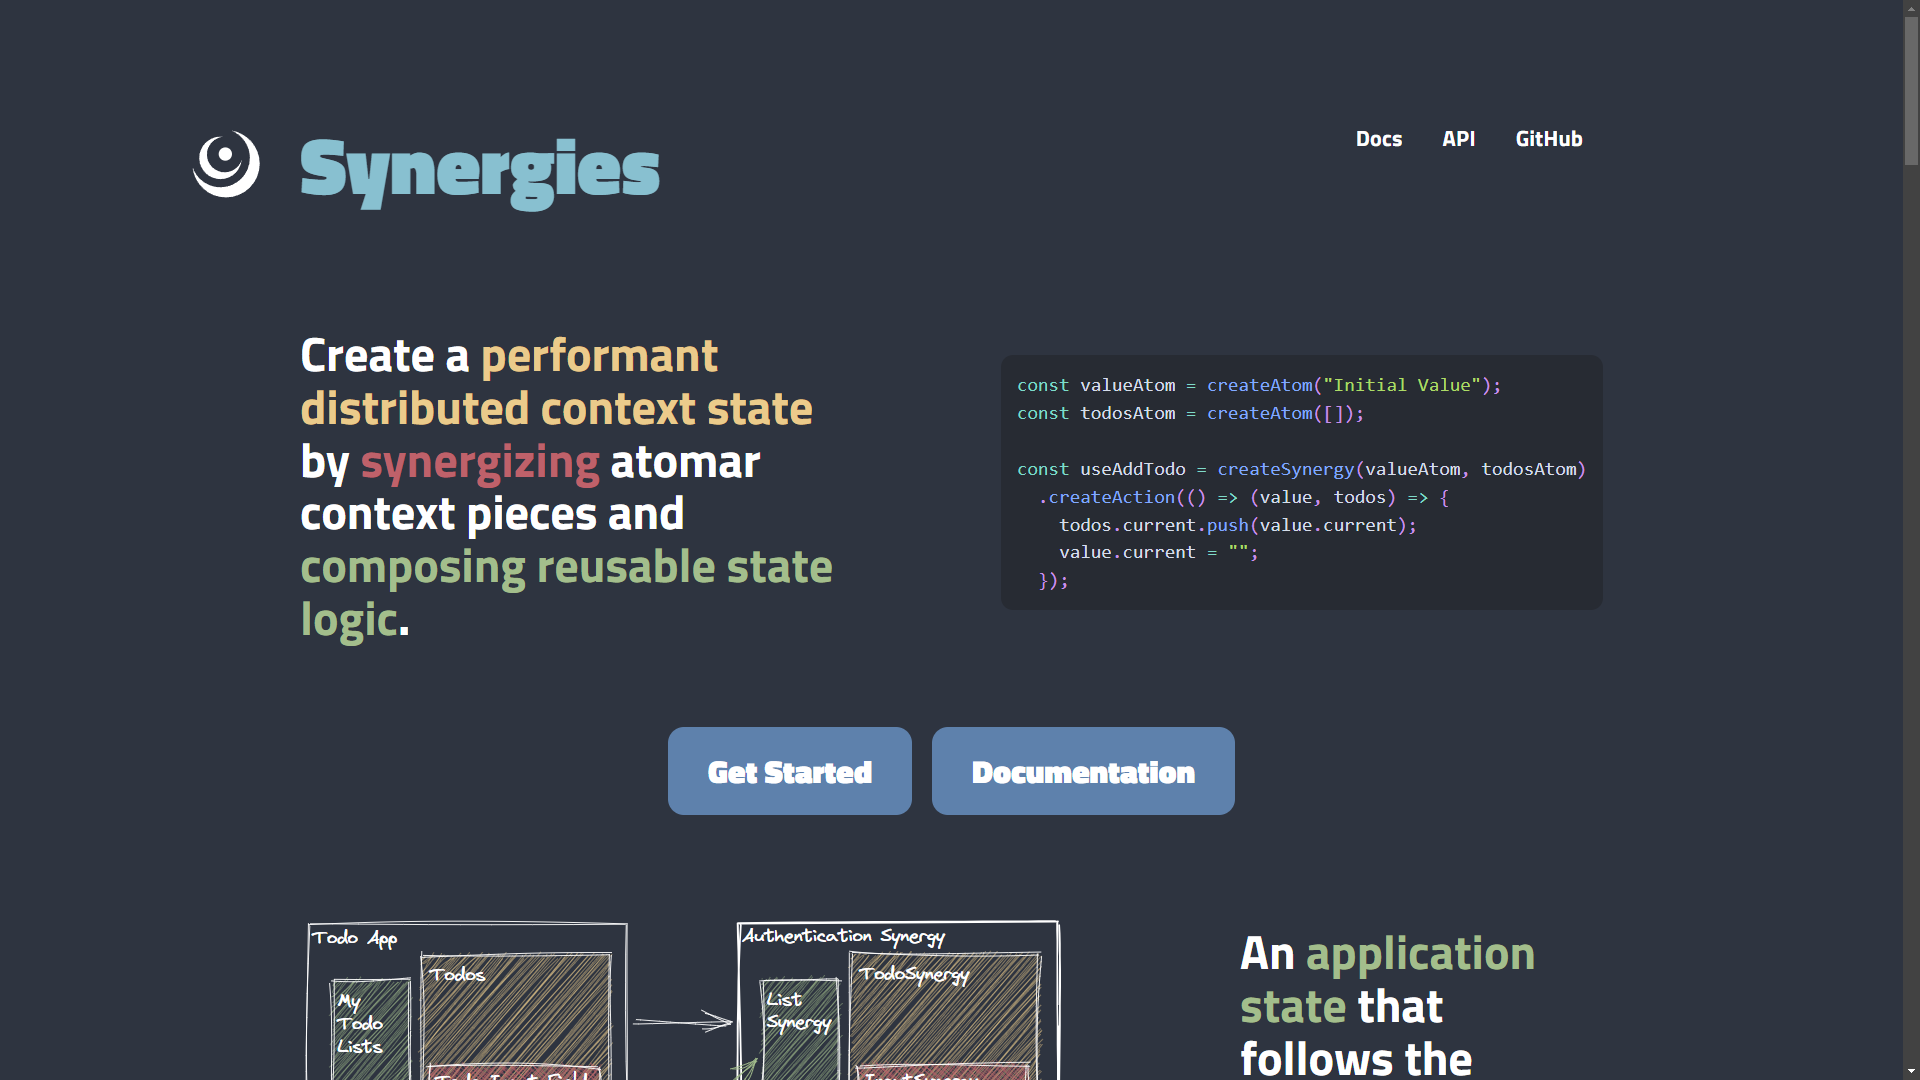 Synergies
Docs API GitHub
Create a performant
distributed context state
by synergizing atomar
context pieces and
composing reusable state
logic.
const valueAtom = createAtom("Initial Value");
const todosAtom = createAtom([]);
const useAddTodo = createSynergy(valueAtom, todosAtom)
.createAction(() => (value, todos) => {
todos.current.push(value.current);
value.current = "";
});
Get Started
Documentation
Todo App
Todos
My
Todo
Lists
Authentication Synergy
TodoSynergy
List
Synergy
An application
state that
follows the